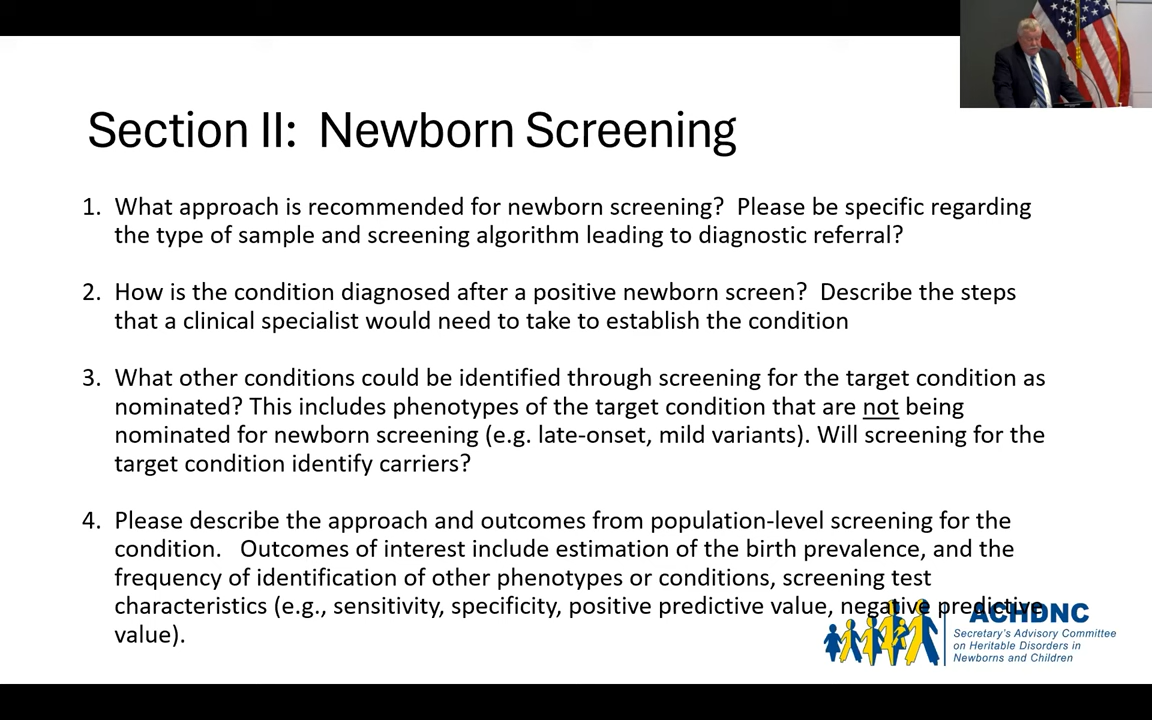 Section II:  Newborn Screening
1. What approach is recommended for newborn screening?  Please be specific regarding
the type of sample and screening algorithm leading to diagnostic referral?
2. How is the condition diagnosed after a positive newborn screen?  Describe the steps
that a clinical specialist would need to take to establish the condition
3. What other conditions could be identified through screening for the target condition as
nominated? This includes phenotypes of the target condition that are not being
nominated for newborn screening (e.g. late-onset, mild variants). Will screening for the
target condition identify carriers?
4. Please describe the approach and outcomes from population-level screening for the
condition.   Outcomes of interest include estimation of the birth prevalence, and the
frequency of identification of other phenotypes or conditions, screening test
characteristics (e.g., sensitivity, specificity, positive predictive value, negative predictive
value).
ACHDNC
Secretary's Advisory Committee
on Heritable Disorders in
Newborns and Children